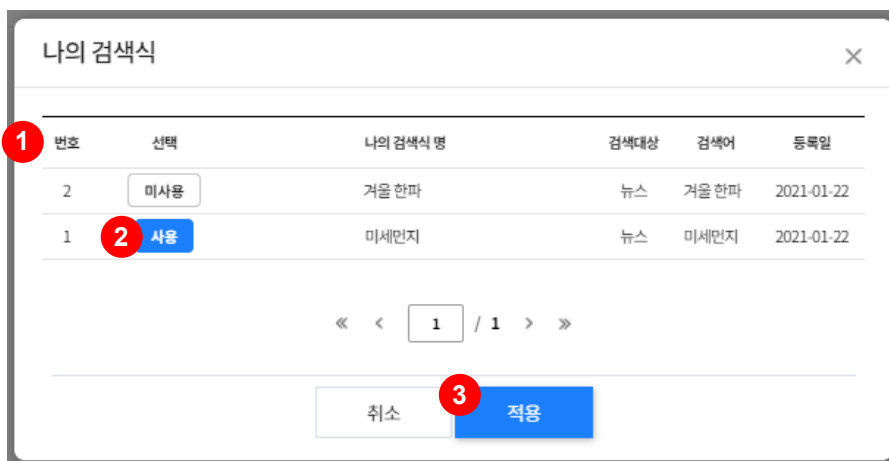 나의 검색식 ×
1 번호 선택 나의 검색식 명 검색대상 검색어 등록일
2 미사용 겨울 한파 뉴스 겨울 한파 2021-01-22
1 2 사용 미세먼지 뉴스 미세먼지 2021-01-22
« < 1 / 1 > »
취소 3 적용